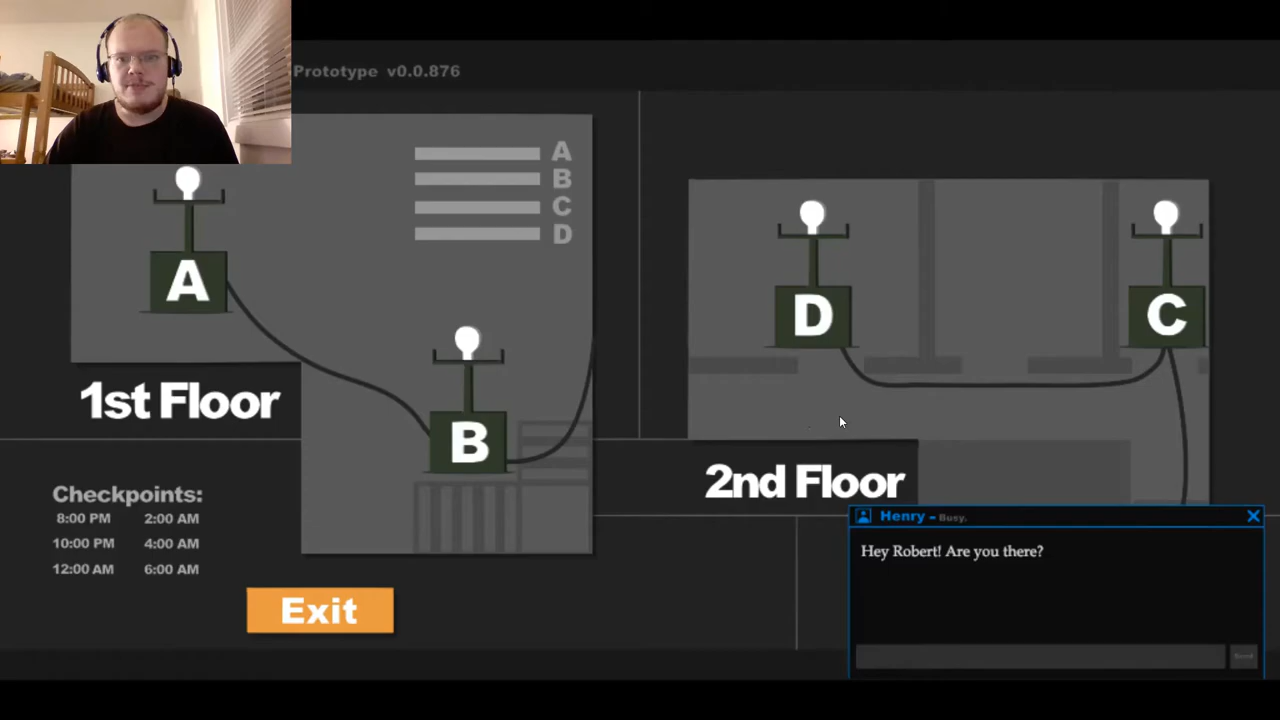 Prototype v0.0.876
A
B
C
D
A
B
1st Floor
D
C
2nd Floor
Checkpoints:
8:00 PM 2:00 AM
10:00 PM 4:00 AM
12:00 AM 6:00 AM
Exit
Henry – Busy.
Hey Robert! Are you there?
Send